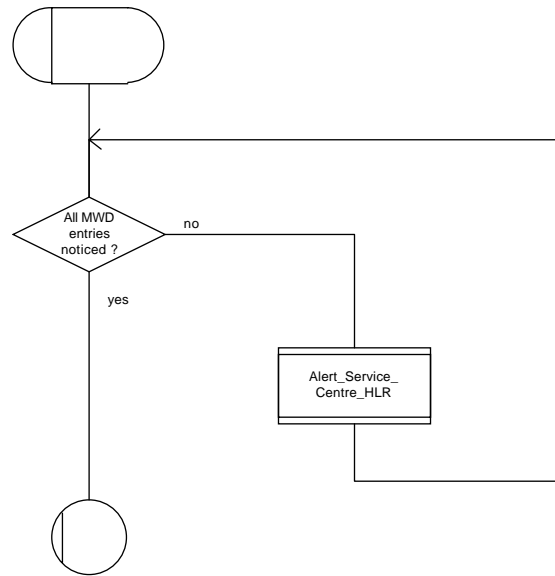 All MWD
entries
noticed ?
no
yes
Alert_Service_
Centre_HLR